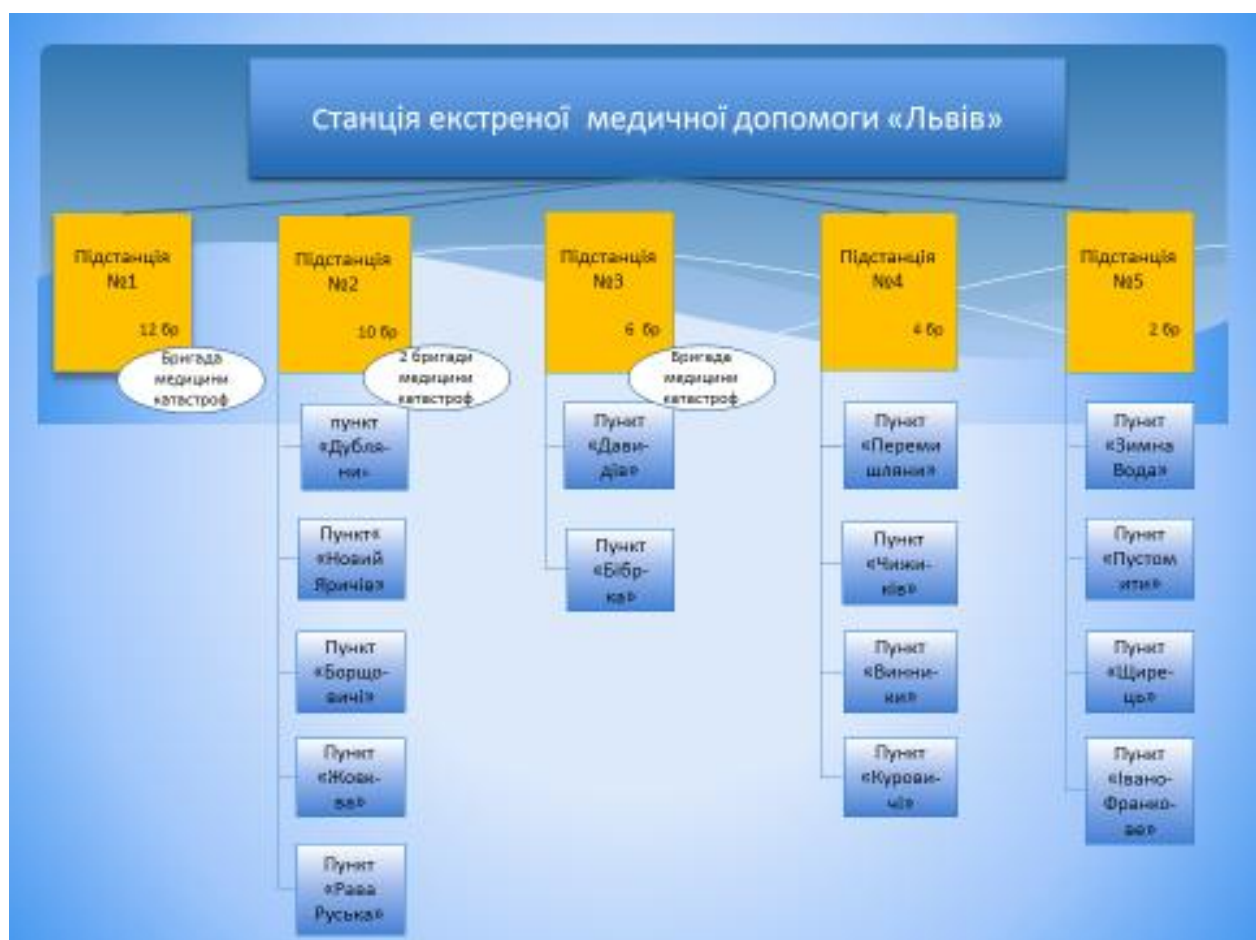 Станція екстреної медичної допомоги «Львів»
Підстанція
№1
12 бр
Бригада
медицини
катастроф
Підстанція
№2
10 бр
2 бригади
медицини
катастроф
пункт
«Дубля-
ни»
Пункт«
«Новий
Яричів»
Пункт
«Борщо-
вичі»
Пункт
«Жовк-
ва»
Пункт
«Рава
Руська»
Підстанція
№3
6 бр
Бригада
медицини
катастроф
Пункт
«Дави-
дів»
Пункт
«Бібр-
ка»
Підстанція
№4
4 бр
Пункт
«Переми
шляни»
Пункт
«Чижи-
ків»
Пункт
«Винни-
ки»
Пункт
«Курови-
чі»
Підстанція
№5
2 бр
Пункт
«Зимна
Вода»
Пункт
«Пустом
ити»
Пункт
«Щире-
ць»
Пункт
«Івано-
Франко-
ве»